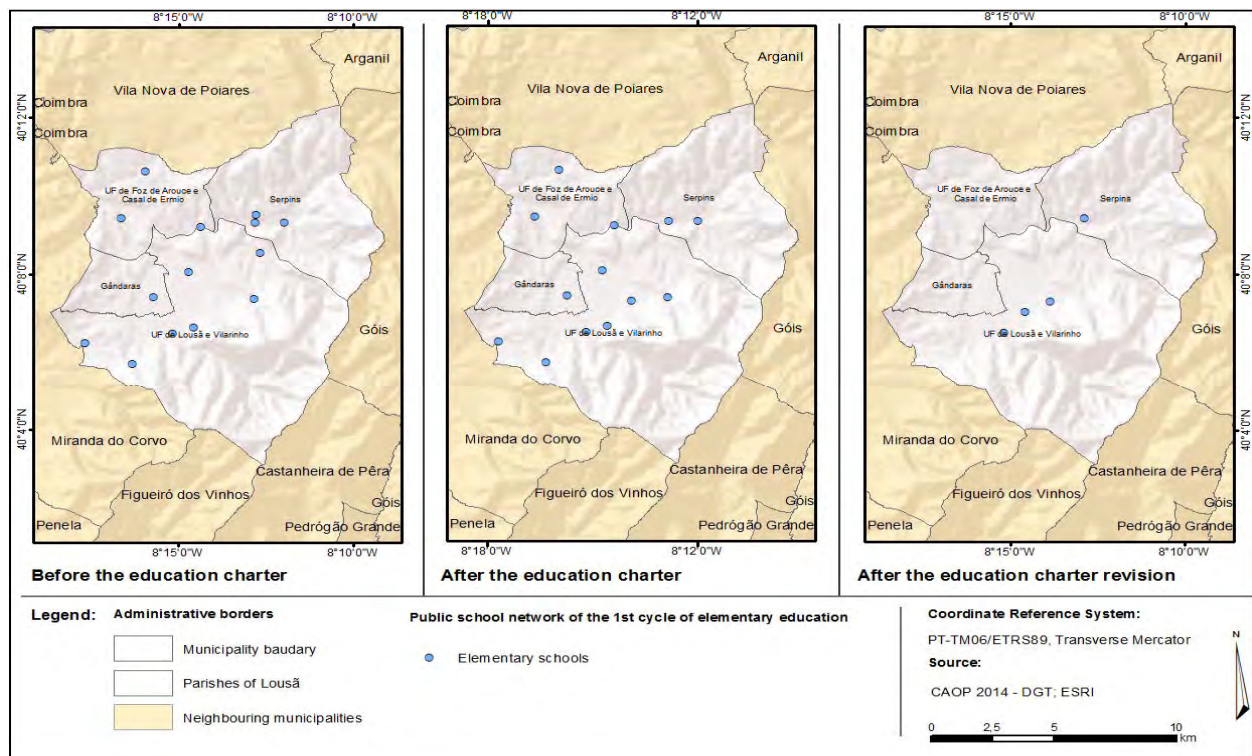 8°15'0"W 8°10'0"W
8°18'0"W 8°12'0"W
8°15'0"W 8°10'0"W
40°12'0"N
40°8'0"N
40°4'0"N
Arganil
Vila Nova de Poiares
Coimbra
Coimbra
UF de Foz de Arouce e
Casal de Ermio
Serpins
Gândaras
UF de Lousã e Vilarinho
Góis
Miranda do Corvo
Castanheira de Pêra
Figueiró dos Vinhos
Góis
Penela
Pedrógão Grande
8°15'0"W 8°10'0"W
Before the education charter
Arganil
Vila Nova de Poiares
Coimbra
Coimbra
UF de Foz de Arouce e
Casal de Ermio
Serpins
Gândaras
UF de Lousã e Vilarinho
Góis
Miranda do Corvo
Castanheira de Pêra
Figueiró dos Vinhos
Góis
Penela
Pedrógão Grande
8°18'0"W 8°12'0"W
After the education charter
Arganil
Vila Nova de Poiares
Coimbra
Coimbra
UF de Foz de Arouce e
Casal de Ermio
Serpins
Gândaras
UF de Lousã e Vilarinho
Góis
Miranda do Corvo
Castanheira de Pêra
Figueiró dos Vinhos
Góis
Penela
Pedrógão Grande
40°12'0"N
40°8'0"N
40°4'0"N
8°15'0"W 8°10'0"W
After the education charter revision
Legend:
Administrative borders
Municipality baudary
Parishes of Lousã
Neighbouring municipalities
Public school network of the 1st cycle of elementary education
Elementary schools
Coordinate Reference System:
PT-TM06/ETRS89, Transverse Mercator
Source:
CAOP 2014 - DGT; ESRI
0 2,5 5 10
km
N